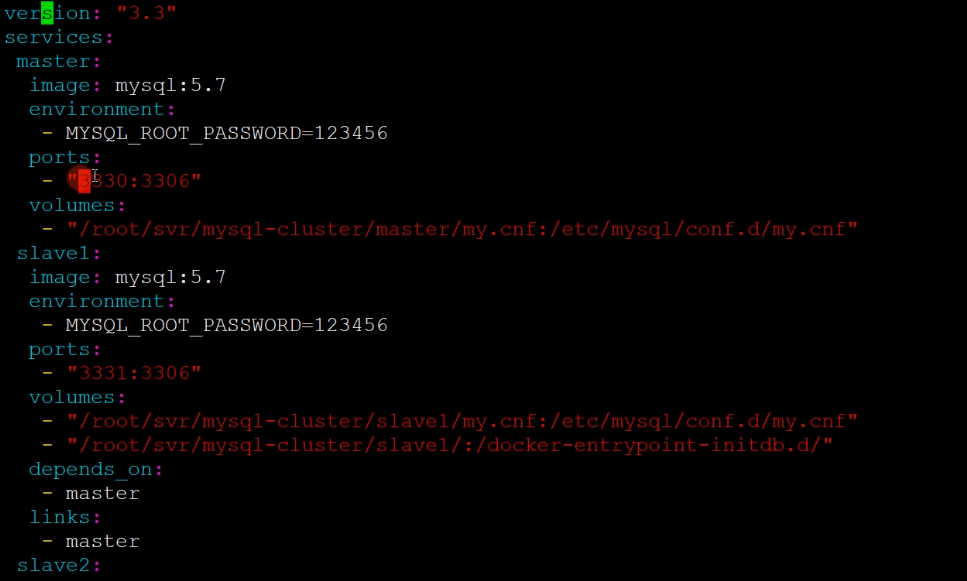 version: "3.3"
services:
 master:
  image: mysql:5.7
  environment:
   - MYSQL_ROOT_PASSWORD=123456
  ports:
   - "3330:3306"
  volumes:
   - "/root/svr/mysql-cluster/master/my.cnf:/etc/mysql/conf.d/my.cnf"
 slave1:
  image: mysql:5.7
  environment:
   - MYSQL_ROOT_PASSWORD=123456
  ports:
   - "3331:3306"
  volumes:
   - "/root/svr/mysql-cluster/slave1/my.cnf:/etc/mysql/conf.d/my.cnf"
   - "/root/svr/mysql-cluster/slave1/:/docker-entrypoint-initdb.d/"
  depends_on:
   - master
  links:
   - master
 slave2: